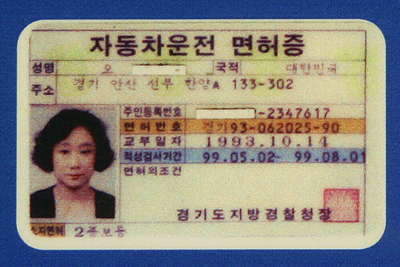 자동차운전 면허증
성명 오 국적 대한민국
주소 경기 안산 선부 한양A 133-302
주민등록번호 -2347617
면허번호 경기93-062025-90
교부일자 1993.10.14
적성검사기간 99.05.02~ 99.08.01
면허의조건
경기도지방경찰청장
2종보통